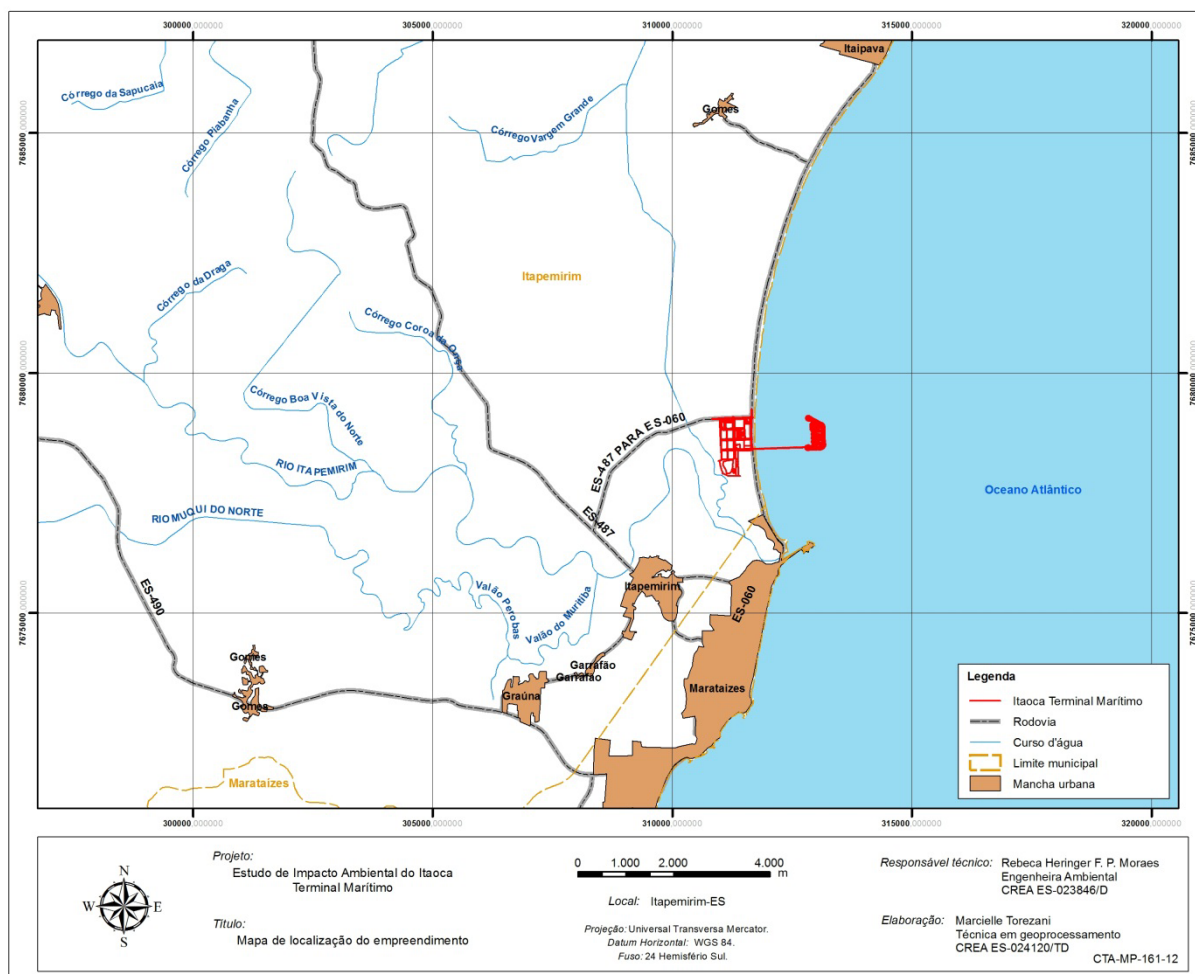 300000,000000
305000,000000
310000,000000
315000,000000
320000,000000
Itaipava
Córrego da Sapucaia
Córrego Piabanha
Córrego Vargem Grande
Gomes
7685000,000000
7685000,000000
Córrego da Draga
Itapemirim
Córrego Coroa da Onça
7680000,000000
7680000,000000
Córrego Boa Vista do Norte
ES-487 PARA ES-060
RIO ITAPEMIRIM
Oceano Atlântico
RIO MUQUI DO NORTE
ES-487
ES-490
Valão Perobas
Valão do Muritiba
Itapemirim
ES-060
7675000,000000
7675000,000000
Gomes
Gomes
Garrafão
Garrafão
Graúna
Marataizes
Marataízes
Legenda
Itaoca Terminal Marítimo
Rodovia
Curso d'água
Limite municipal
Mancha urbana
300000,000000
305000,000000
310000,000000
315000,000000
320000,000000
N
W
E
S
Projeto:
Estudo de Impacto Ambiental do Itaoca
Terminal Marítimo
Título:
Mapa de localização do empreendimento
0 1.000 2.000 4.000
m
Local: Itapemirim-ES
Projeção: Universal Transversa Mercator.
Datum Horizontal: WGS 84.
Fuso: 24 Hemisfério Sul.
Responsável técnico: Rebeca Heringer F. P. Moraes
Engenheira Ambiental
CREA ES-023846/D
Elaboração: Marcielle Torezani
Técnica em geoprocessamento
CREA ES-024120/TD
CTA-MP-161-12